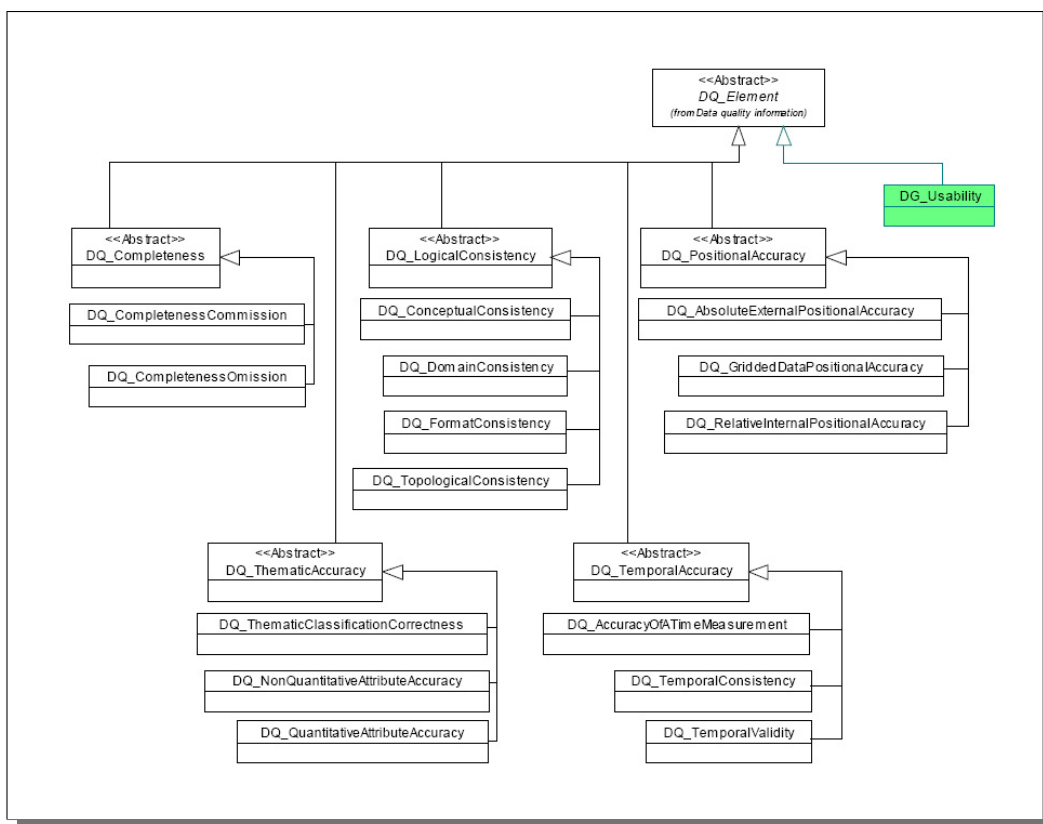 <<Abstract>>
DQ_Element
(from Data quality information)
DG_Usability
<<Abstract>>
DQ_Completeness
DQ_CompletenessCommission
DQ_CompletenessOmission
<<Abstract>>
DQ_LogicalConsistency
DQ_ConceptualConsistency
DQ_DomainConsistency
DQ_FormatConsistency
DQ_TopologicalConsistency
<<Abstract>>
DQ_PositionalAccuracy
DQ_AbsoluteExternalPositionalAccuracy
DQ_GriddedDataPositionalAccuracy
DQ_RelativeInternalPositionalAccuracy
<<Abstract>>
DQ_ThematicAccuracy
DQ_ThematicClassificationCorrectness
DQ_NonQuantitativeAttributeAccuracy
DQ_QuantitativeAttributeAccuracy
<<Abstract>>
DQ_TemporalAccuracy
DQ_AccuracyOfATimeMeasurement
DQ_TemporalConsistency
DQ_TemporalValidity